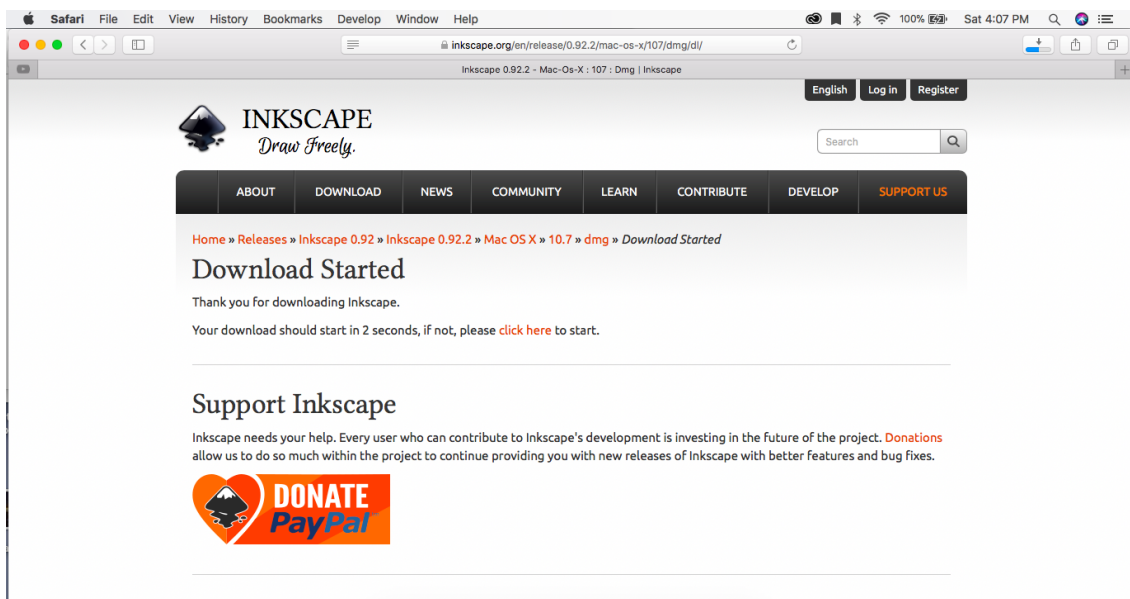 Safari File Edit View History Bookmarks Develop Window Help 100% Sat 4:07 PM
inkscape.org/en/release/0.92.2/mac-os-x/107/dmg/dl/
Inkscape 0.92.2 - Mac-Os-X : 107 : Dmg | Inkscape
English Log in Register
INKSCAPE
Draw Freely.
Search
ABOUT DOWNLOAD NEWS COMMUNITY LEARN CONTRIBUTE DEVELOP SUPPORT US
Home » Releases » Inkscape 0.92 » Inkscape 0.92.2 » Mac OS X » 10.7 » dmg » Download Started
Download Started
Thank you for downloading Inkscape.
Your download should start in 2 seconds, if not, please click here to start.
Support Inkscape
Inkscape needs your help. Every user who can contribute to Inkscape's development is investing in the future of the project. Donations
allow us to do so much within the project to continue providing you with new releases of Inkscape with better features and bug fixes.
DONATE
PayPal